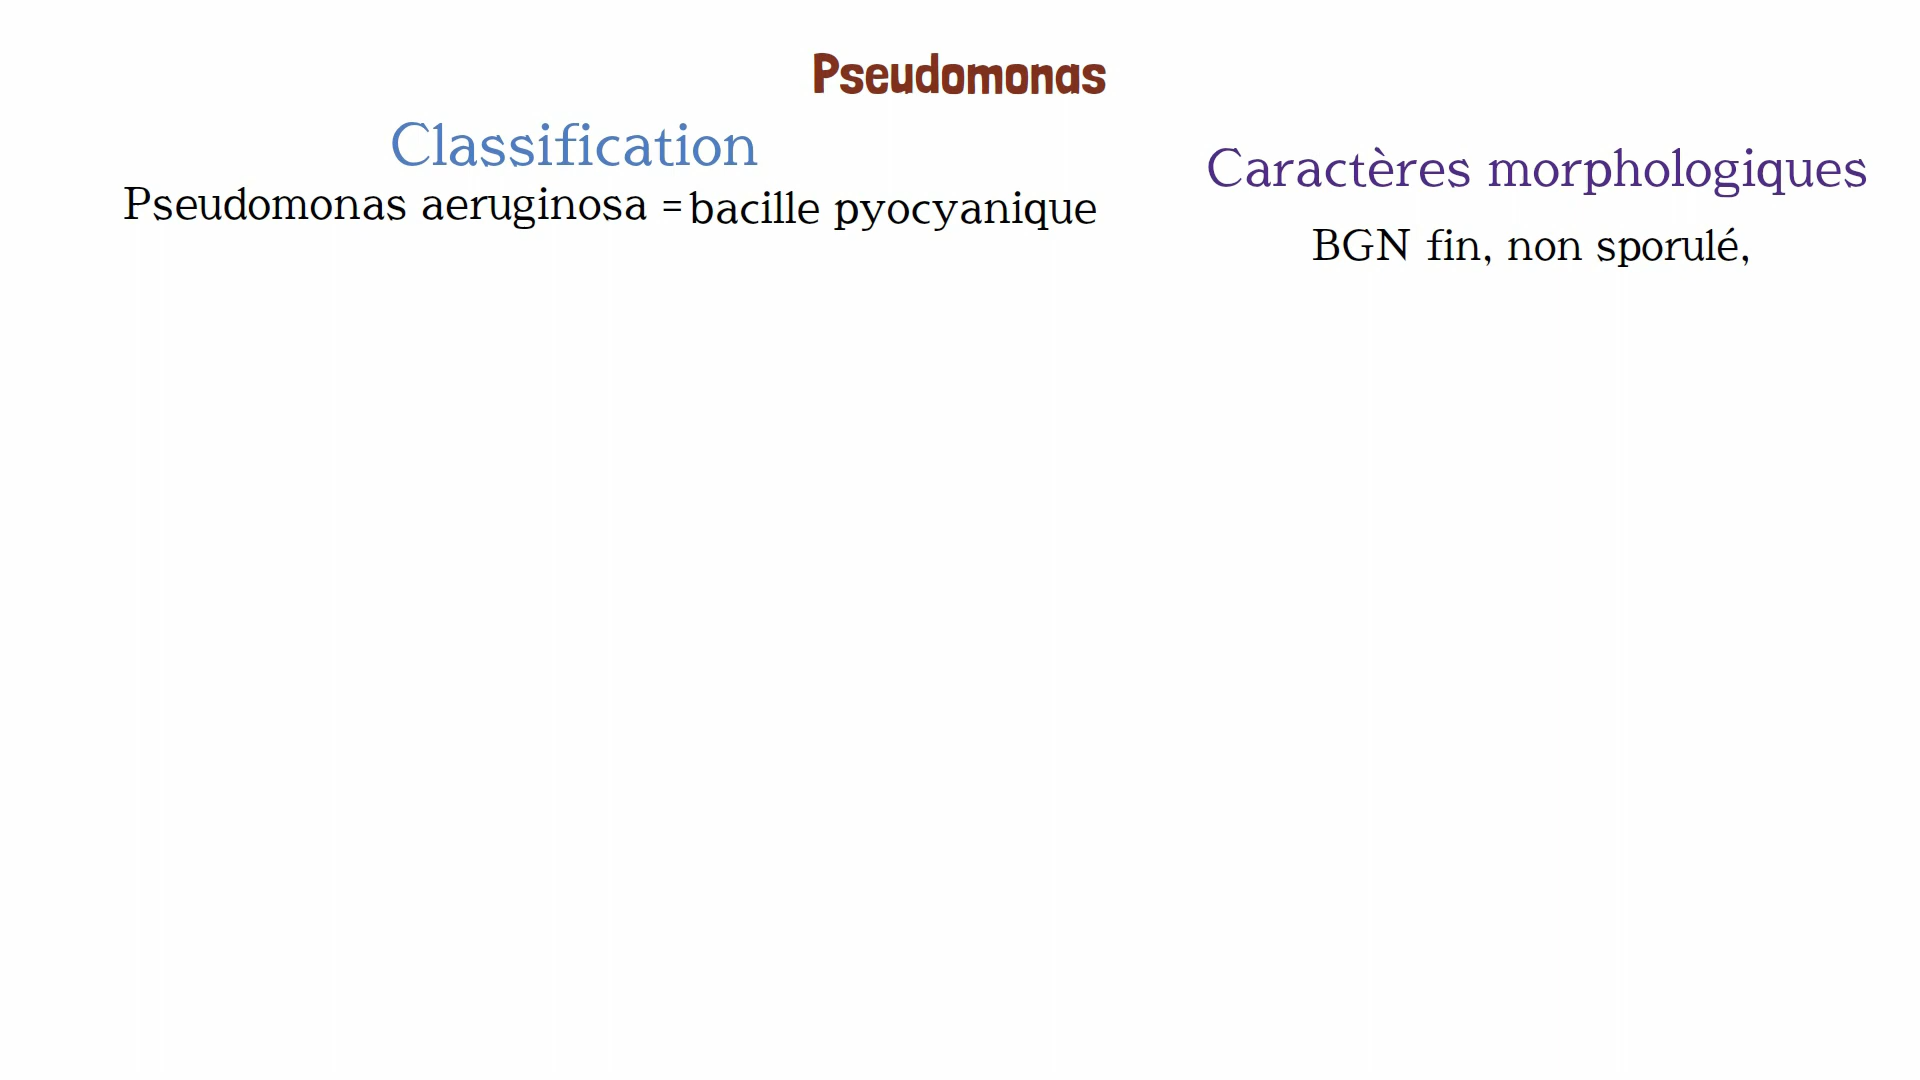 Pseudomonas
Classification
Pseudomonas aeruginosa = bacille pyocyanique
Caractères morphologiques
BGN fin, non sporulé,